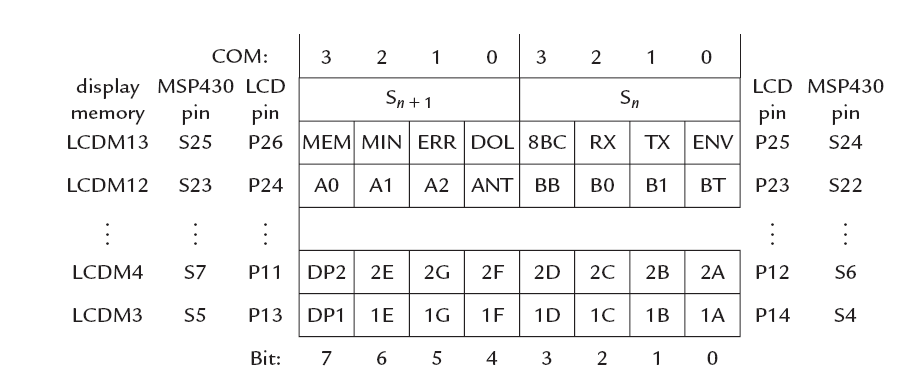 COM: 3 2 1 0 3 2 1 0
display memory MSP430 pin LCD pin Sn + 1 Sn LCD pin MSP430 pin
LCDM13 S25 P26 MEM MIN ERR DOL 8BC RX TX ENV P25 S24
LCDM12 S23 P24 A0 A1 A2 ANT BB B0 B1 BT P23 S22
⋮ ⋮ ⋮ ⋮ ⋮
LCDM4 S7 P11 DP2 2E 2G 2F 2D 2C 2B 2A P12 S6
LCDM3 S5 P13 DP1 1E 1G 1F 1D 1C 1B 1A P14 S4
Bit: 7 6 5 4 3 2 1 0